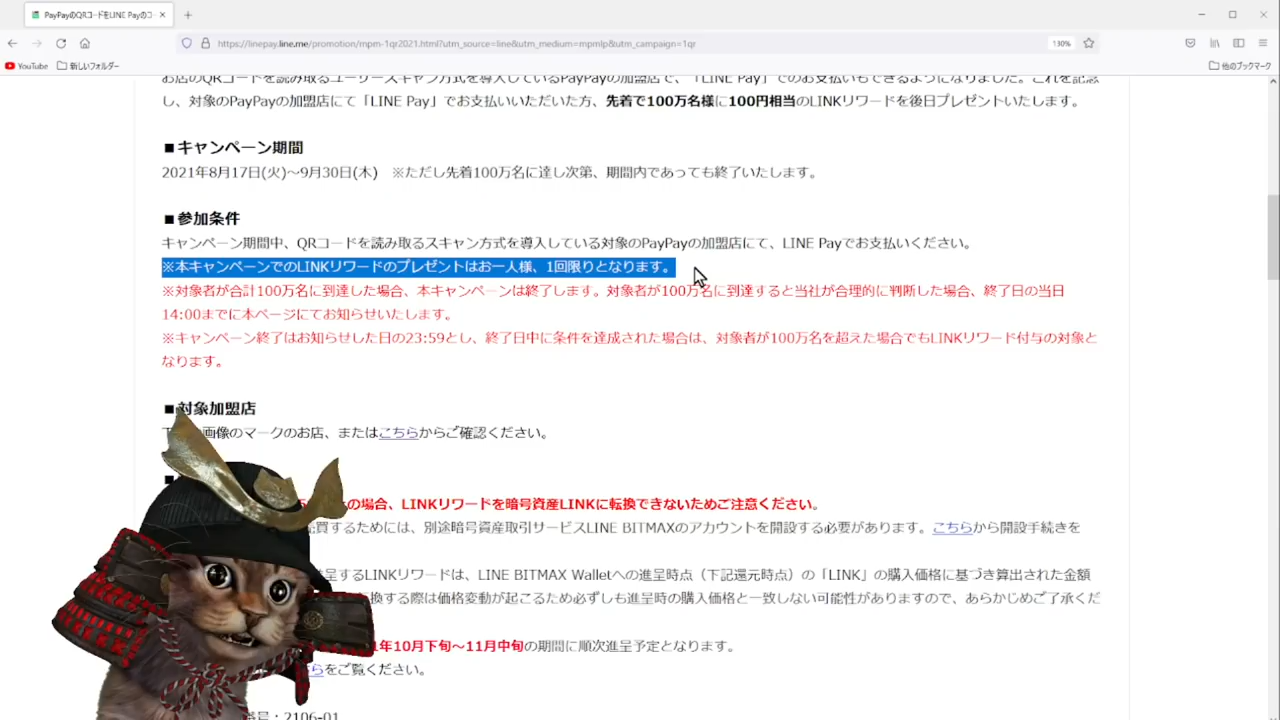 PayPayのQRコードをLINE Payのコ
https://linepay.line.me/promotion/mpm-1qr2021.html?utm_source=line&utm_medium=mpmlp&utm_campaign=1qr
130%
YouTube
新しいフォルダー
他のブックマーク
お店のQRコードを読み取るユーザースキャン方式を導入しているPayPayの加盟店で、「LINE Pay」でのお支払いもできるようになりました。これを記念
し、対象のPayPayの加盟店にて「LINE Pay」でお支払いいただいた方、先着で100万名様に100円相当のLINKリワードを後日プレゼントいたします。
■キャンペーン期間
2021年8月17日(火)～9月30日(木) ※ただし先着100万名に達し次第、期間内であっても終了いたします。
■参加条件
キャンペーン期間中、QRコードを読み取るスキャン方式を導入している対象のPayPayの加盟店にて、LINE Payでお支払いください。
※本キャンペーンでのLINKリワードのプレゼントはお一人様、1回限りとなります。
※対象者が合計100万名に到達した場合、本キャンペーンは終了します。対象者が100万名に到達すると当社が合理的に判断した場合、終了日の当日
14:00までに本ページにてお知らせいたします。
※キャンペーン終了はお知らせした日の23:59とし、終了日中に条件を達成された場合は、対象者が100万名を超えた場合でもLINKリワード付与の対象と
なります。
■対象加盟店
画像のマークのお店、またはこちらからご確認ください。
■
の場合、LINKリワードを暗号資産LINKに転換できないためご注意ください。
売買するためには、別途暗号資産取引サービスLINE BITMAXのアカウントを開設する必要があります。こちらから開設手続きを
進呈するLINKリワードは、LINE BITMAX Walletへの進呈時点（下記還元時点）の「LINK」の購入価格に基づき算出された金額
換する際は価格変動が起こるため必ずしも進呈時の購入価格と一致しない可能性がありますので、あらかじめご了承くだ
1年10月下旬～11月中旬の期間に順次進呈予定となります。
ちらをご覧ください。
番号：2106-01